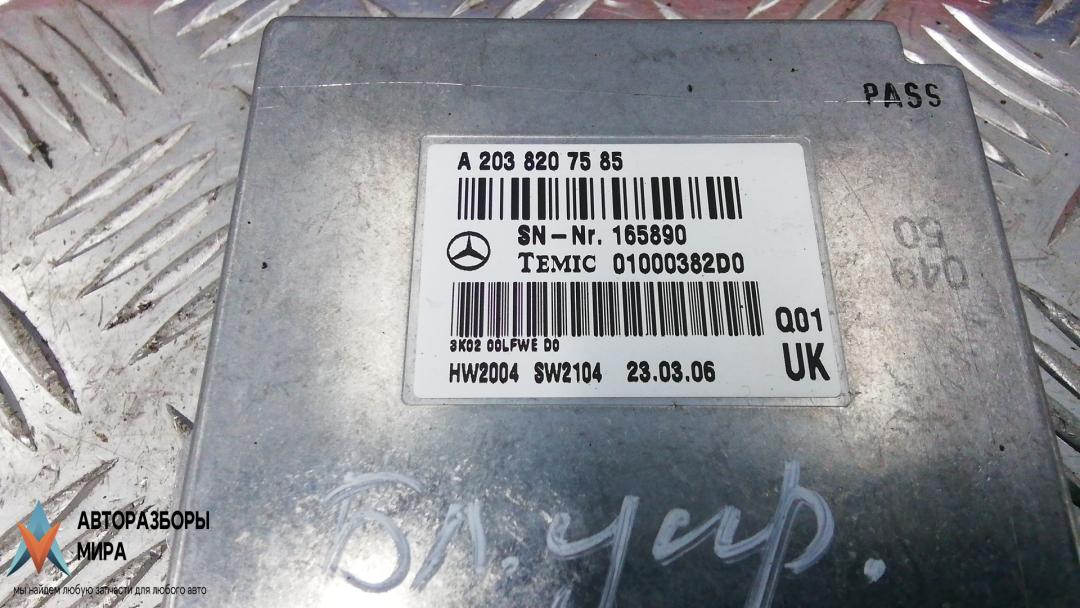 PASS
A 203 820 75 85
SN-Nr. 165890
TEMIC 01000382D0
Q01
3K02 00LFWE D0
HW2004 SW2104 23.03.06
UK
60
049
Бл. упр.
АВТОРАЗБОРЫ
МИРА
мы найдем любую запчасти для любого авто